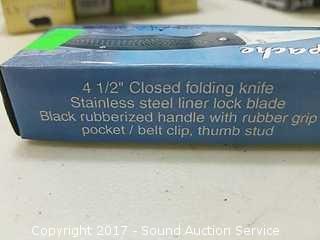 pache
4 1/2" Closed folding knife
Stainless steel liner lock blade
Black rubberized handle with rubber grip
pocket / belt clip, thumb stud
Copyright 2017 - Sound Auction Service